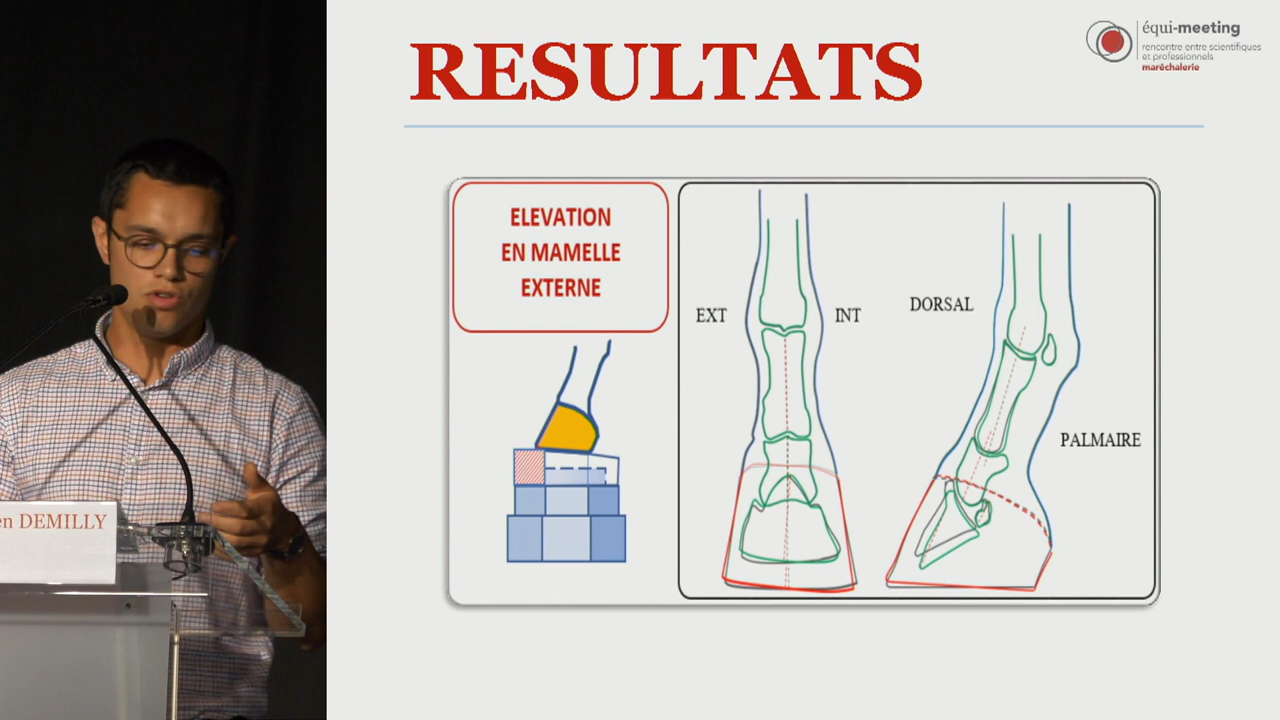 RESULTATS
équi-meeting
rencontre entre scientifiques
et professionnels
maréchalerie
ELEVATION
EN MAMELLE
EXTERNE
EXT
INT
DORSAL
PALMAIRE
en DEMILLY